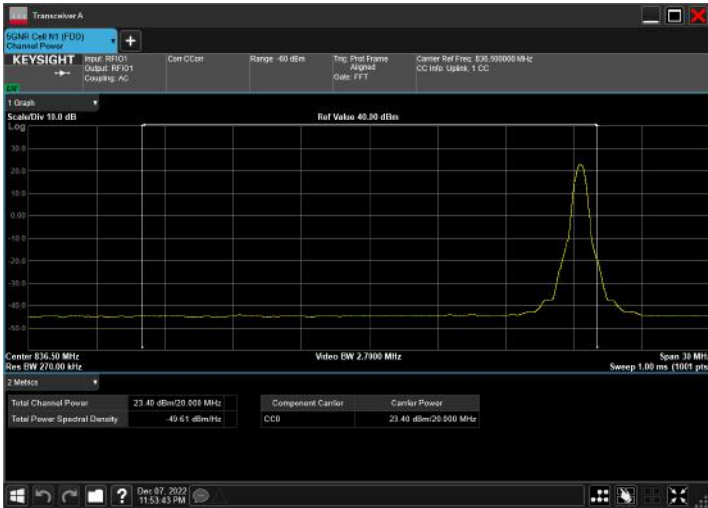 Transceiver A
5GNR Cell N1 (FDD)
Channel Power
KEYSIGHT
Input: RFIO1
Output: RFIO1
Coupling: AC
Corr CCorr
Range: -60 dBm
Trig: Prot Frame
Aligned
Gate: FFT
Carrier Ref Freq: 836.500000 MHz
CC Info: Uplink, 1 CC
1 Graph
Scale/Div 10.0 dB
Ref Value 40.00 dBm
Log
30.0
20.0
10.0
0.00
-10.0
-20.0
-30.0
-40.0
-50.0
Center 836.50 MHz
Video BW 2.7000 MHz
Span 30 MHz
Res BW 270.00 kHz
Sweep 1.00 ms (1001 pts
2 Metrics
Total Channel Power 23.40 dBm/20.000 MHz
Total Power Spectral Density -49.61 dBm/Hz
Component Carrier Carrier Power
CC0 23.40 dBm/20.000 MHz
Dec 07, 2022
11:53:43 PM